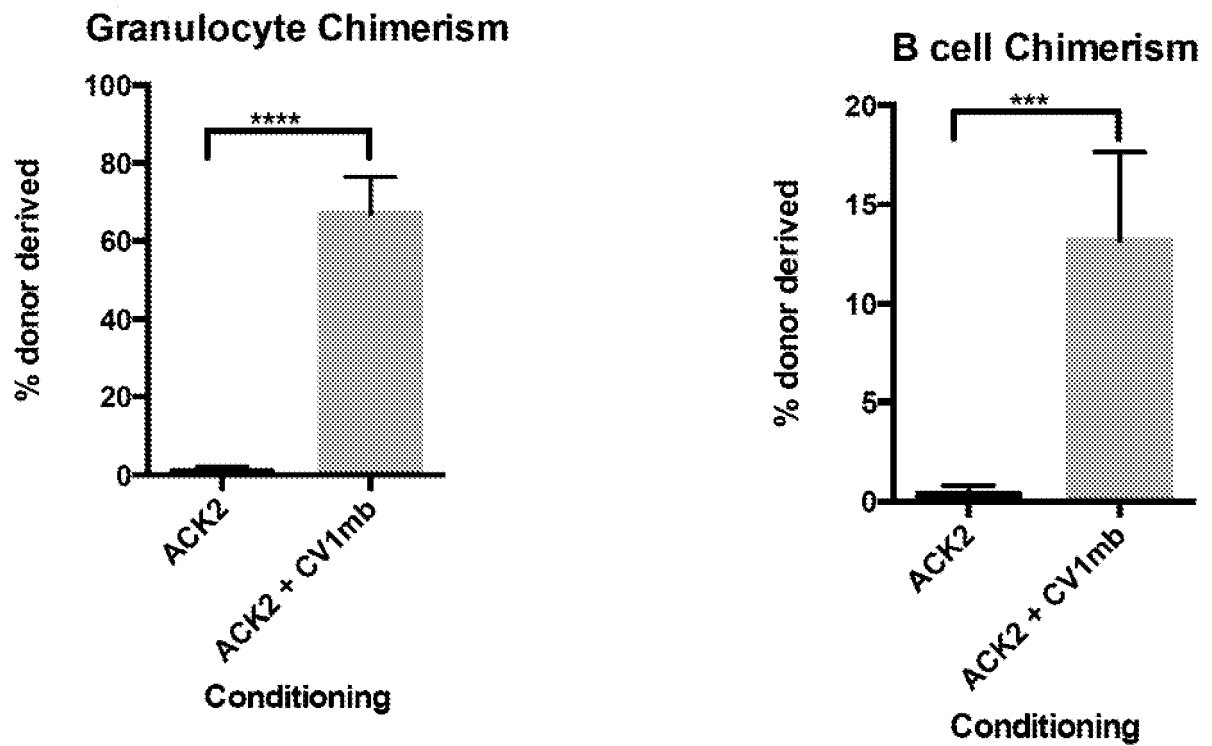 Granulocyte Chimerism
% donor derived
100
80
60
40
20
0
****
ACK2
ACK2 + CV1mb
Conditioning
B cell Chimerism
% donor derived
20
15
10
5
0
***
ACK2
ACK2 + CV1mb
Conditioning